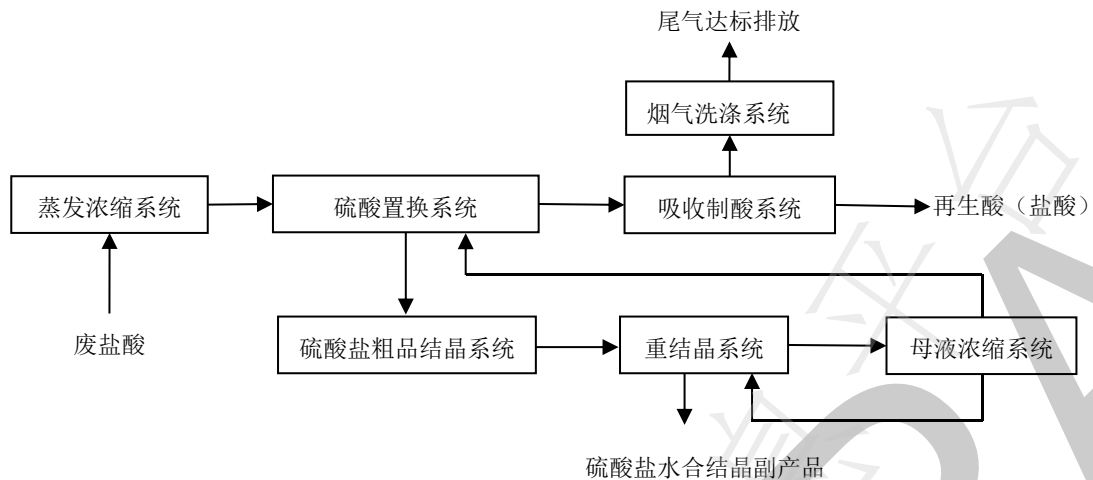 尾气达标排放
烟气洗涤系统
蒸发浓缩系统
硫酸置换系统
吸收制酸系统
再生酸（盐酸）
废盐酸
硫酸盐粗品结晶系统
重结晶系统
母液浓缩系统
硫酸盐水合结晶副产品